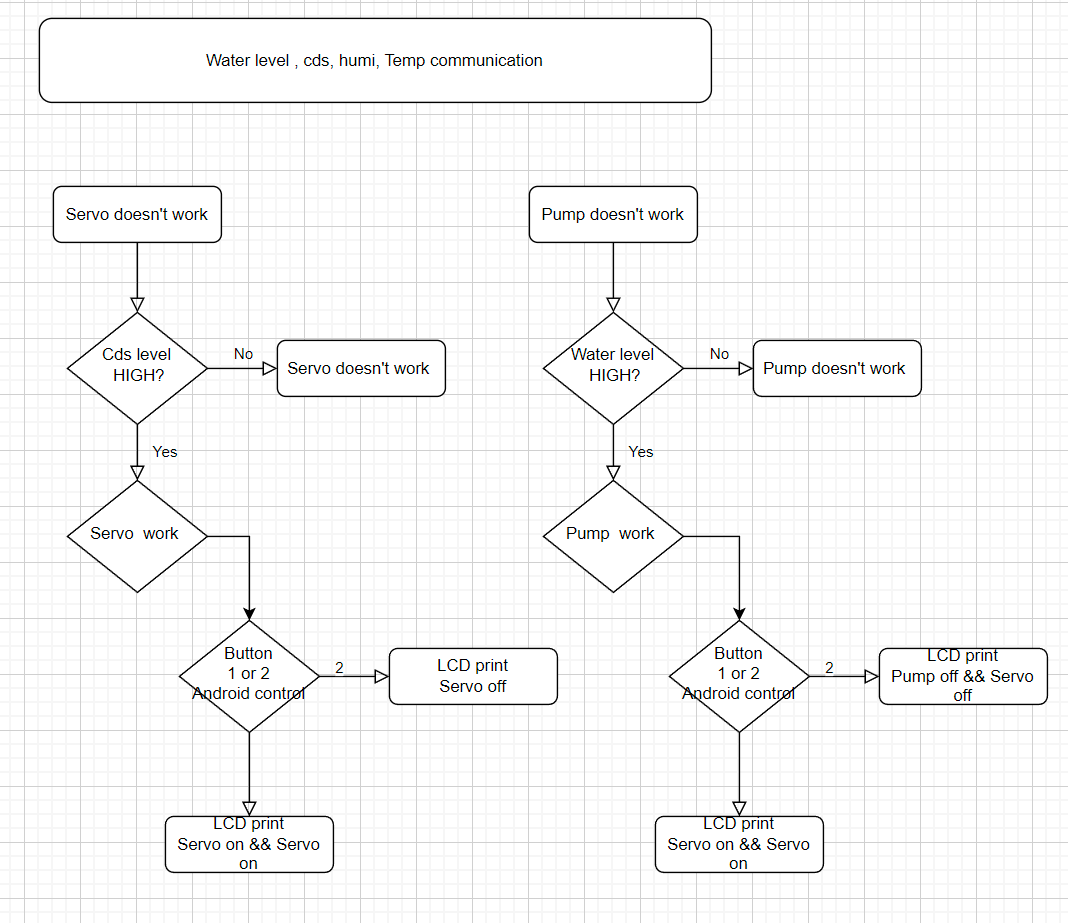 Water level , cds, humi, Temp communication
Servo doesn't work
Pump doesn't work
Cds level
HIGH?
No
Servo doesn't work
Water level
HIGH?
No
Pump doesn't work
Yes
Yes
Servo  work
Pump  work
Button
1 or 2
Android control
2
LCD print
Servo off
Button
1 or 2
Android control
2
LCD print
Pump off && Servo
off
LCD print
Servo on && Servo
on
LCD print
Servo on && Servo
on